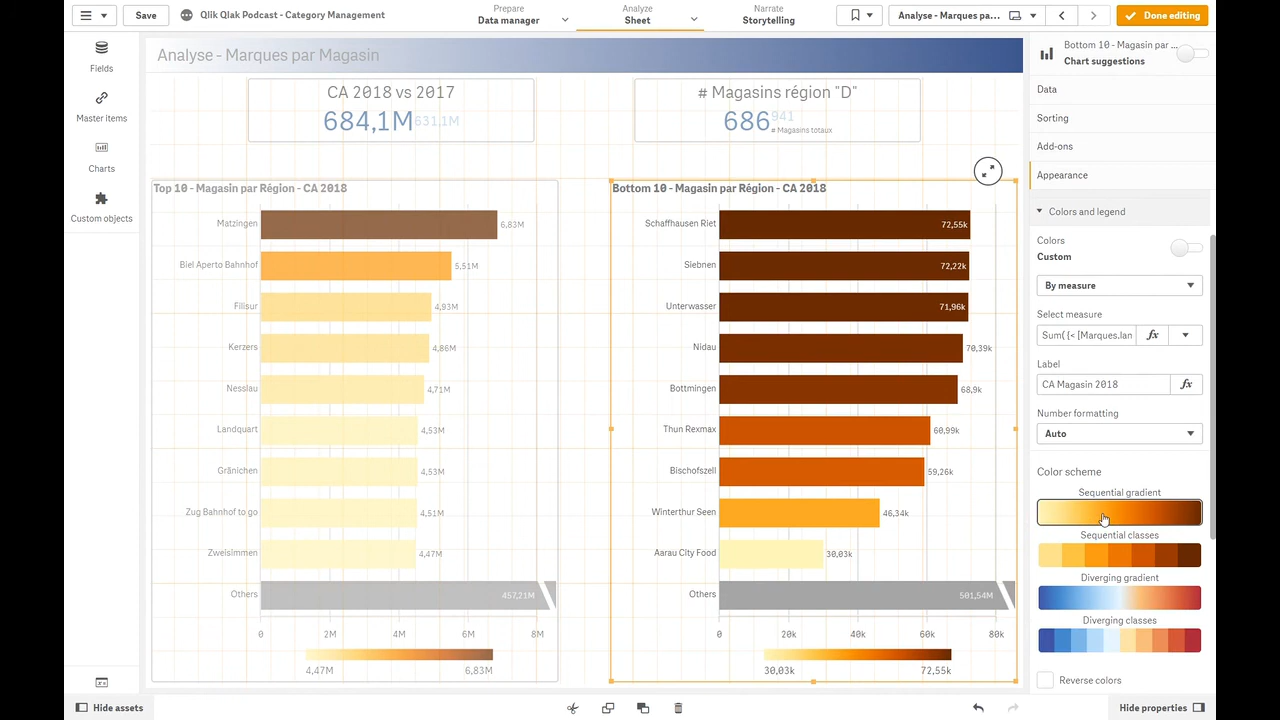 Save
Qlik Qlak Podcast - Category Management
Prepare
Data manager
Analyze
Sheet
Narrate
Storytelling
Analyse - Marques pa...
Done editing
Fields
Master items
Charts
Custom objects
Hide assets
Analyse - Marques par Magasin
CA 2018 vs 2017
684,1M 631,1M
# Magasins région "D"
686 941
# Magasins totaux
Top 10 - Magasin par Région - CA 2018
Matzingen 6,83M
Biel Aperto Bahnhof 5,51M
Filisur 4,93M
Kerzers 4,86M
Nesslau 4,71M
Landquart 4,53M
Gränichen 4,53M
Zug Bahnhof to go 4,51M
Zweisimmen 4,47M
Others 457,21M
0 2M 4M 6M 8M
4,47M 6,83M
Bottom 10 - Magasin par Région - CA 2018
Schaffhausen Riet 72,55k
Siebnen 72,22k
Unterwasser 71,96k
Nidau 70,39k
Bottmingen 68,9k
Thun Rexmax 60,99k
Bischofszell 59,26k
Winterthur Seen 46,34k
Aarau City Food 30,03k
Others 501,54M
0 20k 40k 60k 80k
30,03k 72,55k
Bottom 10 - Magasin par ...
Chart suggestions
Data
Sorting
Add-ons
Appearance
Colors and legend
Colors
Custom
By measure
Select measure
Sum( {< [Marques.lan
fx
Label
CA Magasin 2018
fx
Number formatting
Auto
Color scheme
Sequential gradient
Sequential classes
Diverging gradient
Diverging classes
Reverse colors
Hide properties